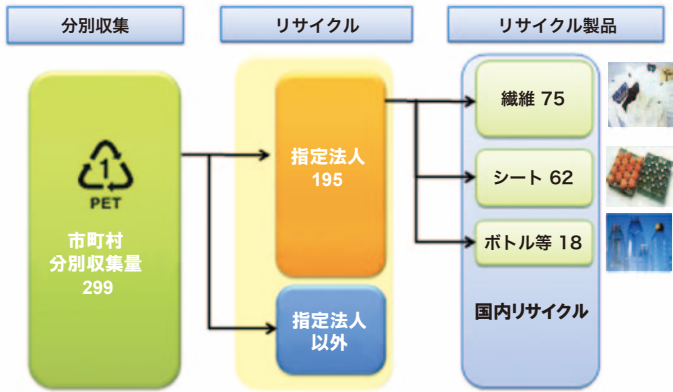 分別収集
リサイクル
リサイクル製品
1
PET
市町村
分別収集量
299
指定法人
195
指定法人
以外
繊維 75
シート 62
ボトル等 18
国内リサイクル